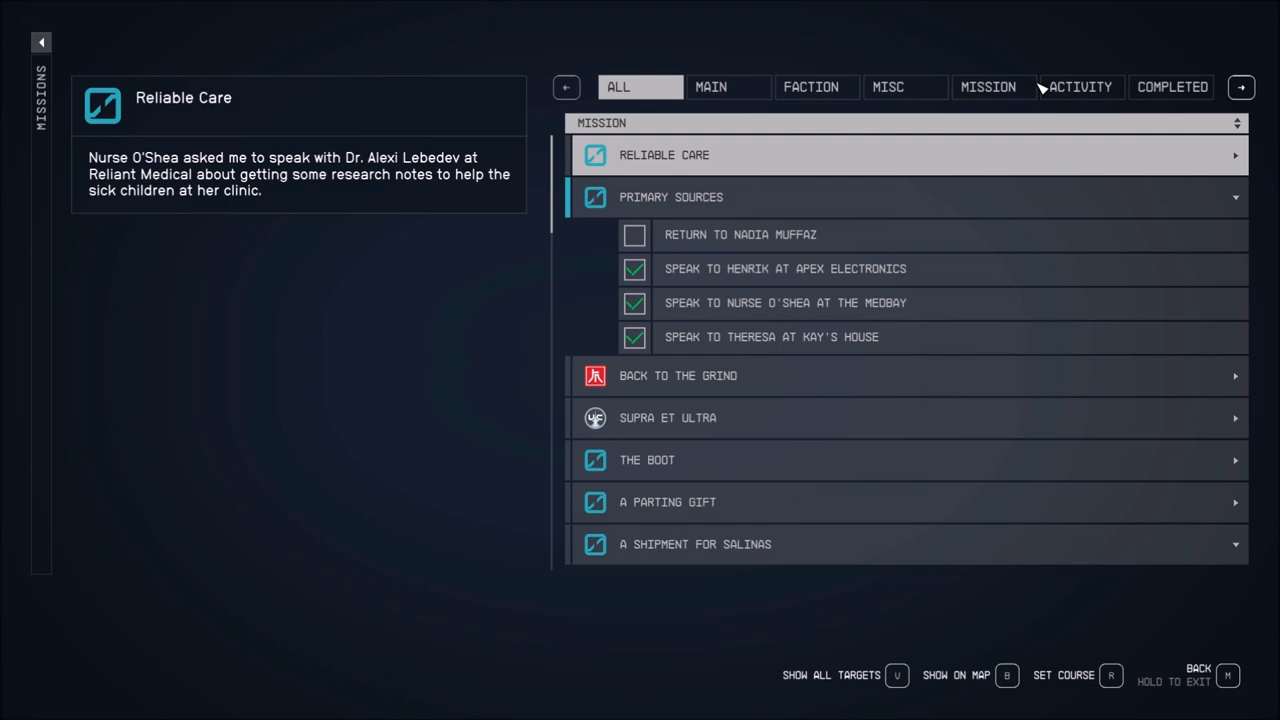 MISSIONS
Reliable Care
Nurse O'Shea asked me to speak with Dr. Alexi Lebedev at
Reliant Medical about getting some research notes to help the
sick children at her clinic.
ALL MAIN FACTION MISC MISSION ACTIVITY COMPLETED
MISSION
RELIABLE CARE
PRIMARY SOURCES
RETURN TO NADIA MUFFAZ
SPEAK TO HENRIK AT APEX ELECTRONICS
SPEAK TO NURSE O'SHEA AT THE MEDBAY
SPEAK TO THERESA AT KAY'S HOUSE
BACK TO THE GRIND
UC SUPRA ET ULTRA
THE BOOT
A PARTING GIFT
A SHIPMENT FOR SALINAS
SHOW ALL TARGETS V SHOW ON MAP B SET COURSE R BACK M
HOLD TO EXIT